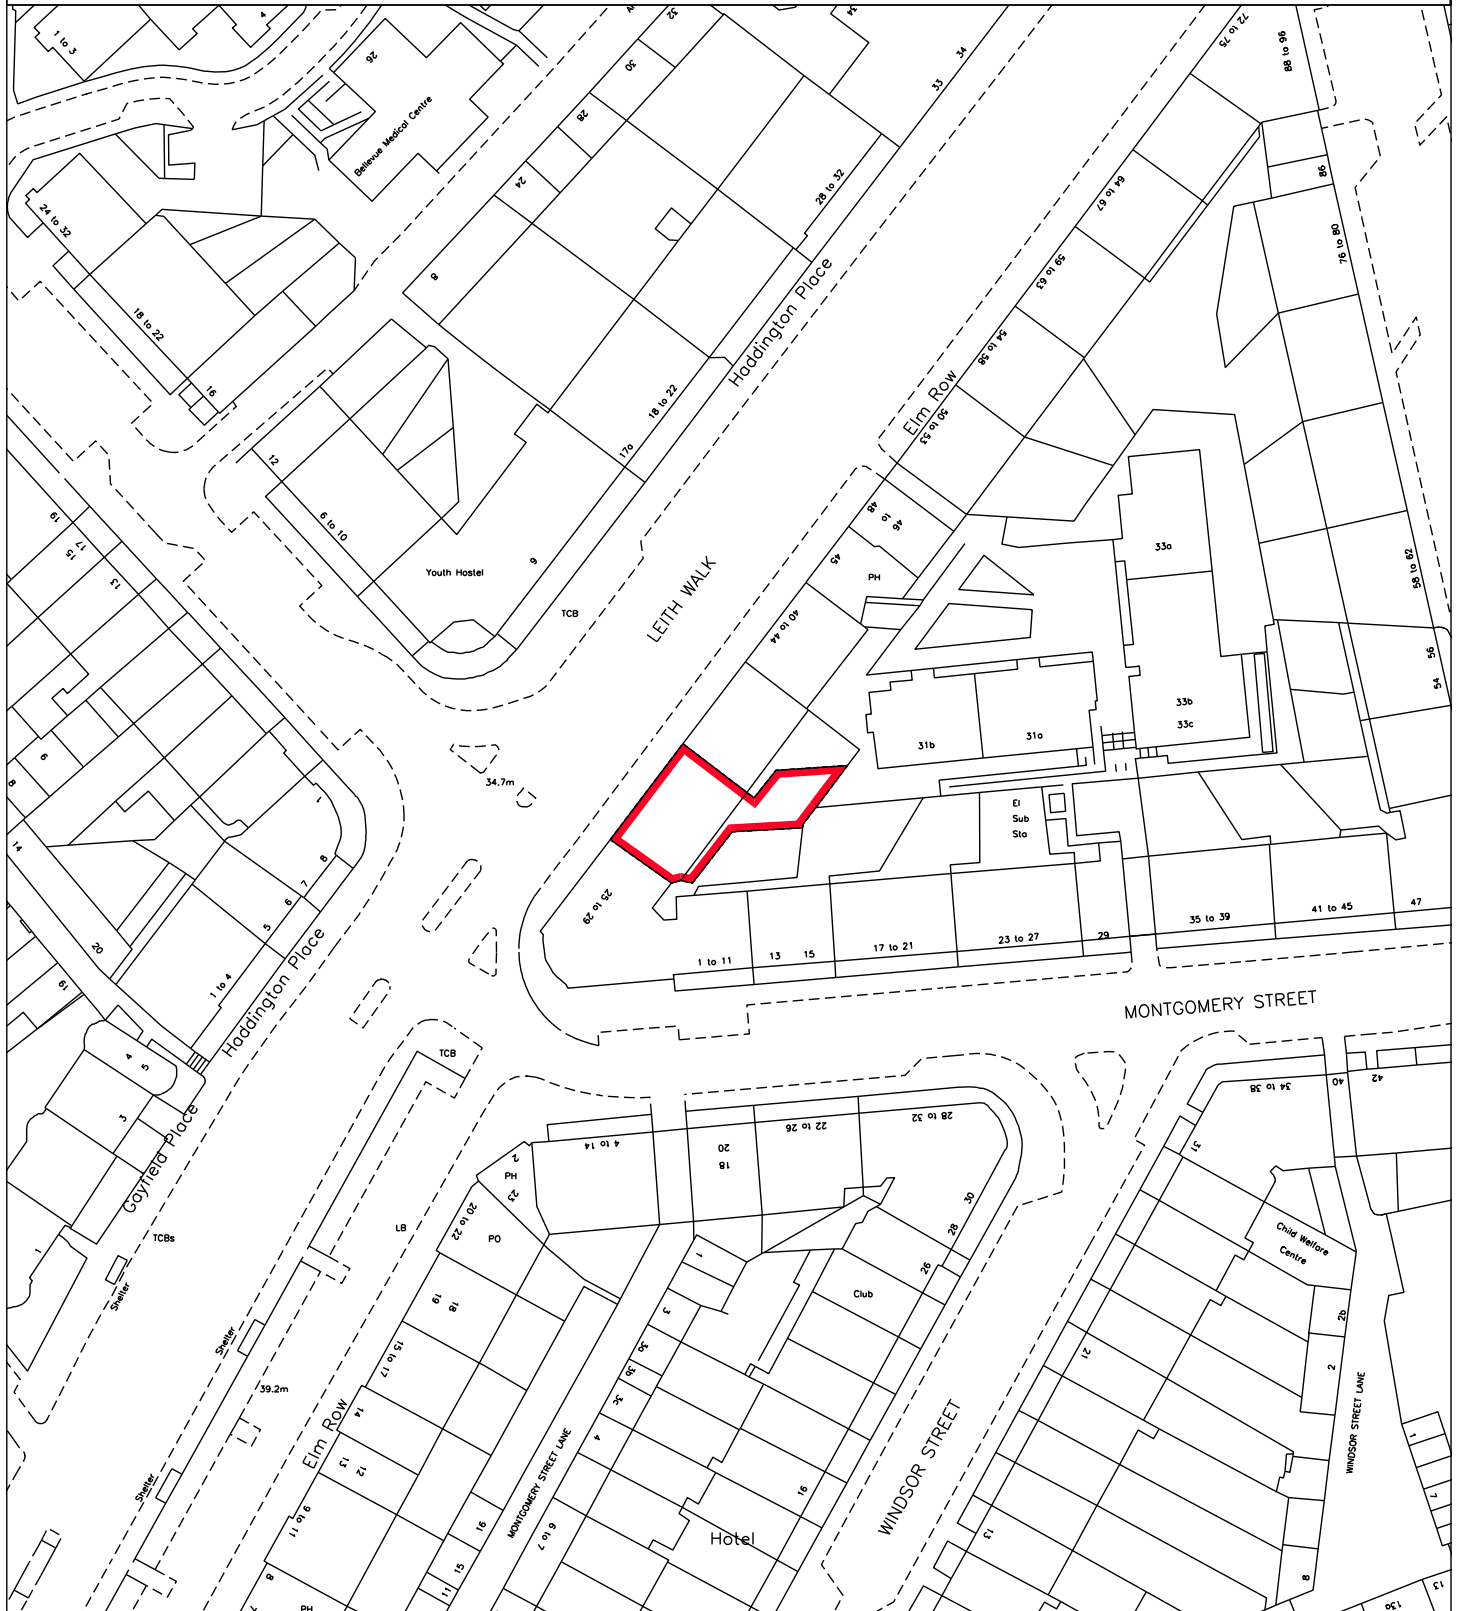 1 to 3
4
26
Bellevue Medical Centre
32
30
28
24
8
34
33
34
28 to 32
72 to 75
88 to 96
86
64 to 67
76 to 80
59 to 63
54 to 58
24 to 32
18 to 22
16
Haddington Place
18 to 22
17a
Elm Row
50 to 53
12
6 to 10
Youth Hostel
6
TCB
LEITH WALK
46 to 48
45
PH
40 to 44
33a
58 to 62
56
54
33b
33c
31b
31a
19
17
15
13
9
8
1
14
34.7m
El
Sub
Sta
25 to 29
8
7
6
5
20
19
1 to 4
Haddington Place
1 to 11
13
15
17 to 21
23 to 27
29
35 to 39
41 to 45
47
MONTGOMERY STREET
TCB
4
5
3
Gayfield Place
TCBs
1
Shelter
Shelter
Shelter
LB
39.2m
2
PH
23
20 to 22
PO
4 to 14
20
18
22 to 26
28 to 32
30
28
26
Club
34 to 38
40
42
31
Child Welfare
Centre
2b
2
WINDSOR STREET LANE
21
19
18
15 to 17
14
13
12
Elm Row
9 to 11
8
7
PH
16
15
11
MONTGOMERY STREET LANE
1
3
3a
3b
3c
4
6 to 7
Hotel
16
WINDSOR STREET
13
8
1
7
13
13a